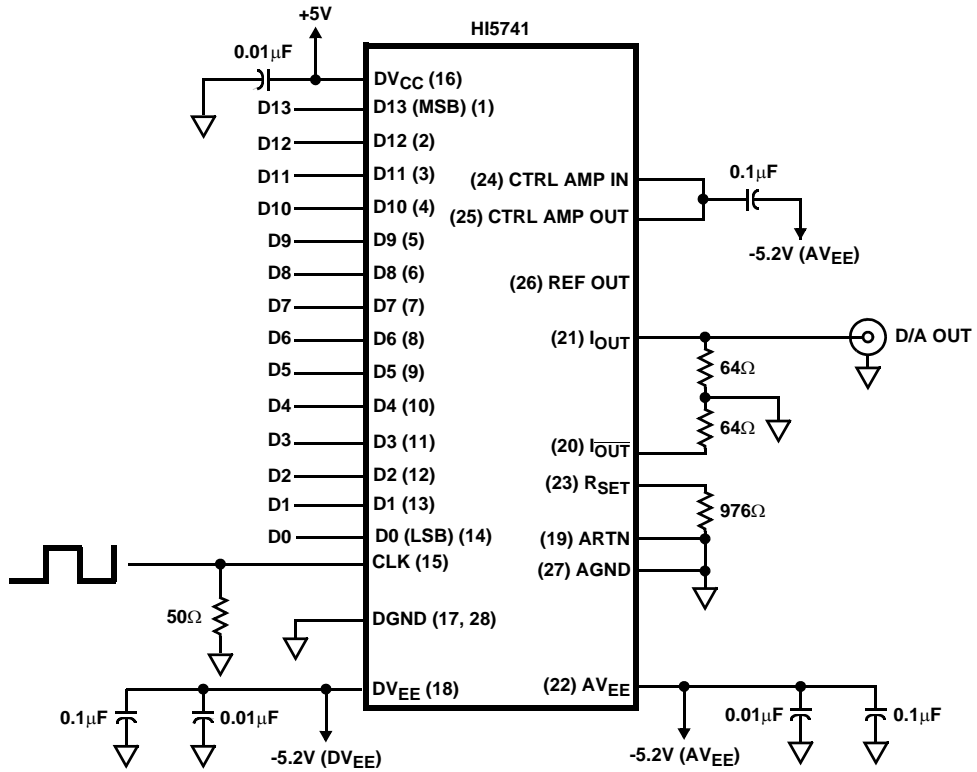 +5V
HI5741
0.01μF
DVCC (16)
D13 D13 (MSB) (1)
D12 D12 (2)
D11 D11 (3)
D10 D10 (4)
D9 D9 (5)
D8 D8 (6)
D7 D7 (7)
D6 D6 (8)
D5 D5 (9)
D4 D4 (10)
D3 D3 (11)
D2 D2 (12)
D1 D1 (13)
D0 D0 (LSB) (14)
CLK (15)
50Ω
DGND (17, 28)
DVEE (18)
0.1μF
0.01μF
-5.2V (DVEE)
(24) CTRL AMP IN
(25) CTRL AMP OUT
0.1μF
-5.2V (AVEE)
(26) REF OUT
(21) IOUT
D/A OUT
64Ω
64Ω
(20) I̅O̅U̅T̅
(23) RSET
976Ω
(19) ARTN
(27) AGND
(22) AVEE
0.01μF
0.1μF
-5.2V (AVEE)